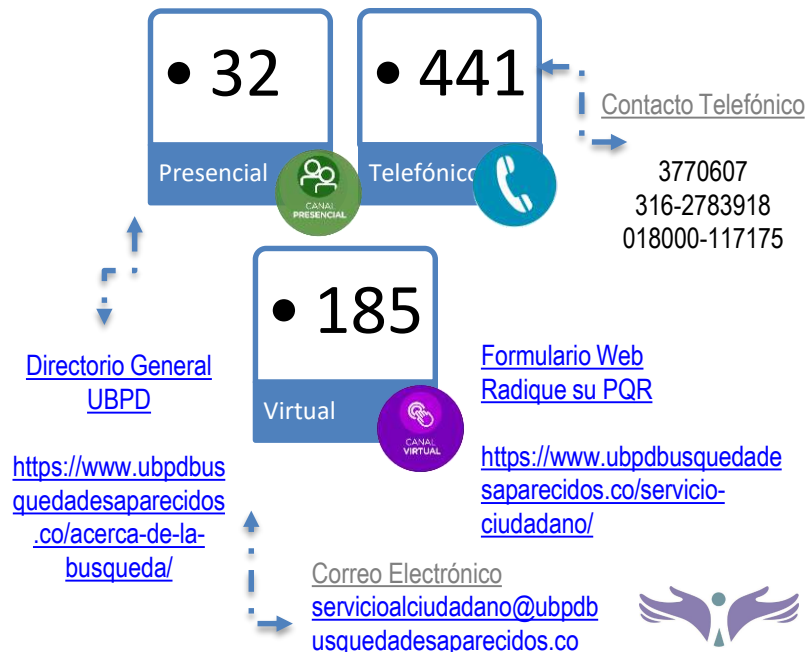 • 32
Presencial
CANAL
PRESENCIAL
• 441
Telefónico
Contacto Telefónico
3770607
316-2783918
018000-117175
• 185
Virtual
CANAL
VIRTUAL
Directorio General
UBPD
https://www.ubpdbus
quedadesaparecidos
.co/acerca-de-la-
busqueda/
Formulario Web
Radique su PQR
https://www.ubpdbusquedade
saparecidos.co/servicio-
ciudadano/
Correo Electrónico
servicioalciudadano@ubpdb
usquedadesaparecidos.co